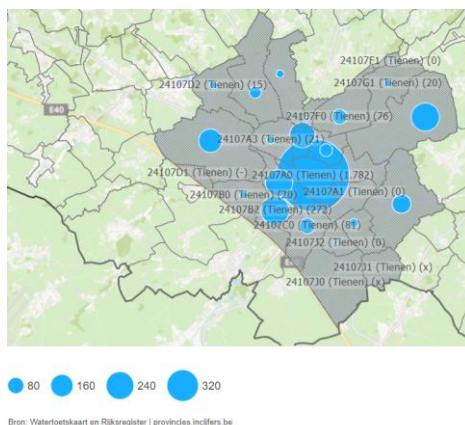 24107F1 (Tienen) (0)
E40
24107D2 (Tienen) (15)
24107G1 (Tienen) (20)
24107F0 (Tienen) (76)
24107A3 (Tienen) (21)
24107D1 (Tienen) (-)
24107A0 (Tienen) (1.782)
24107B0 (Tienen) (20)
24107A1 (Tienen) (0)
24107B2 (Tienen) (272)
24107C0 (Tienen) (81)
24107J2 (Tienen) (0)
24107J1 (Tienen) (x)
24107J0 (Tienen) (x)
80 160 240 320
Bron: Watertoetskaart en Rijksregister | provincies.incijfers.be